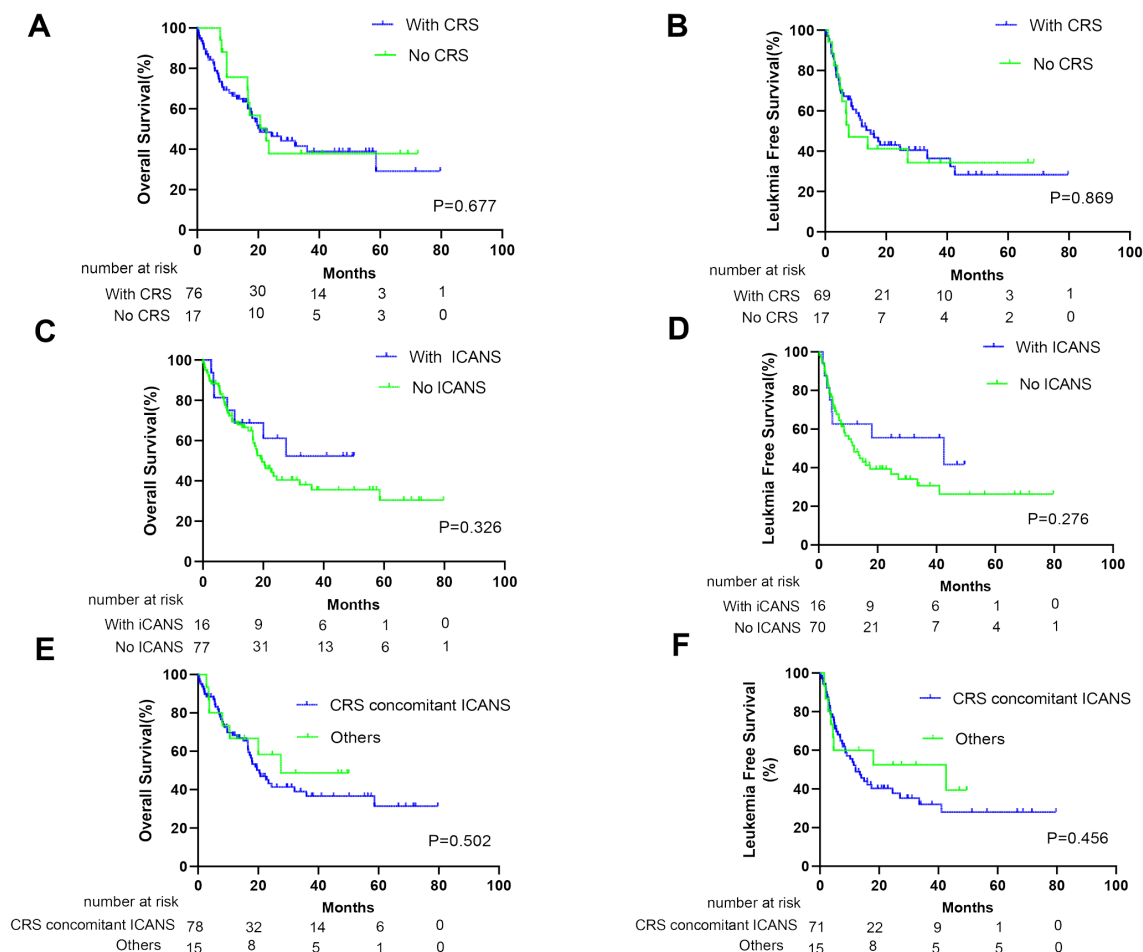 A
With CRS
No CRS
Overall Survival(%)
100
80
60
40
20
0
P=0.677
0 20 40 60 80 100
Months
number at risk
With CRS 76 30 14 3 1
No CRS 17 10 5 3 0
B
With CRS
No CRS
Leukmia Free Survival(%)
100
80
60
40
20
0
P=0.869
0 20 40 60 80 100
Months
number at risk
With CRS 69 21 10 3 1
No CRS 17 7 4 2 0
C
With ICANS
No ICANS
Overall Survival(%)
100
80
60
40
20
0
P=0.326
0 20 40 60 80 100
Months
number at risk
With iCANS 16 9 6 1 0
No ICANS 77 31 13 6 1
D
With ICANS
No ICANS
Leukmia Free Survival(%)
100
80
60
40
20
0
P=0.276
0 20 40 60 80 100
Months
number at risk
With iCANS 16 9 6 1 0
No ICANS 70 21 7 4 1
E
CRS concomitant ICANS
Others
Overall Survival(%)
100
80
60
40
20
0
P=0.502
0 20 40 60 80 100
Months
number at risk
CRS concomitant ICANS 78 32 14 6 0
Others 15 8 5 1 0
F
CRS concomitant ICANS
Others
Leukemia Free Survival
(%)
100
80
60
40
20
0
P=0.456
0 20 40 60 80 100
Months
number at risk
CRS concomitant ICANS 71 22 9 1 0
Others 15 8 5 5 0